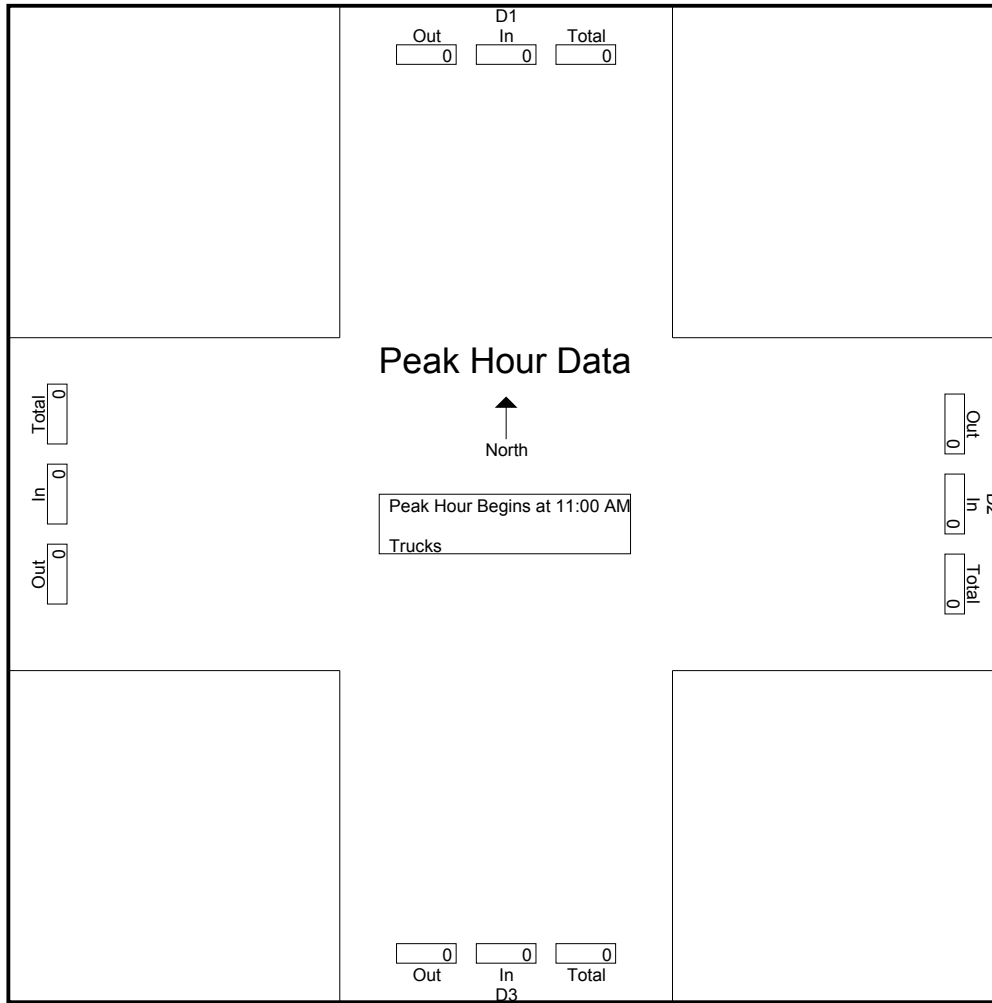 D1
Out In Total
0 0 0
Peak Hour Data
North
Peak Hour Begins at 11:00 AM
Trucks
Total
0
In
0
Out
0
Out
0
In
0
Total
0
D2
0 0 0
Out In Total
D3